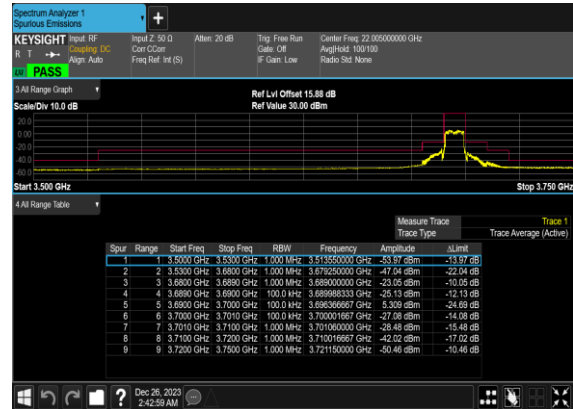 Spectrum Analyzer 1
Spurious Emissions
+
KEYSIGHT Input: RF Input Z: 50 Ω Atten: 20 dB Trig: Free Run Center Freq: 22.005000000 GHz
R T Coupling: DC Corr CCorr Gate: Off Avg|Hold: 100/100
Align: Auto Freq Ref: Int (S) IF Gain: Low Radio Std: None
PASS
3 All Range Graph
Ref Lvl Offset 15.88 dB
Scale/Div 10.0 dB Ref Value 30.00 dBm
20.0
0.00
-20.0
-40.0
-60.0
Start 3.500 GHz Stop 3.750 GHz
4 All Range Table
Measure Trace Trace 1
Trace Type Trace Average (Active)
Spur Range Start Freq Stop Freq RBW Frequency Amplitude ΔLimit
1 1 3.5000 GHz 3.5300 GHz 1.000 MHz 3.513550000 GHz -53.97 dBm -13.97 dB
2 2 3.5300 GHz 3.6800 GHz 1.000 MHz 3.679250000 GHz -47.04 dBm -22.04 dB
3 3 3.6800 GHz 3.6890 GHz 1.000 MHz 3.689000000 GHz -23.05 dBm -10.05 dB
4 4 3.6890 GHz 3.6900 GHz 100.0 kHz 3.689988333 GHz -25.13 dBm -12.13 dB
5 5 3.6900 GHz 3.7000 GHz 100.0 kHz 3.696366667 GHz 5.309 dBm -24.69 dB
6 6 3.7000 GHz 3.7010 GHz 100.0 kHz 3.700001667 GHz -27.08 dBm -14.08 dB
7 7 3.7010 GHz 3.7100 GHz 1.000 MHz 3.701060000 GHz -28.48 dBm -15.48 dB
8 8 3.7100 GHz 3.7200 GHz 1.000 MHz 3.710016667 GHz -42.02 dBm -17.02 dB
9 9 3.7200 GHz 3.7500 GHz 1.000 MHz 3.721150000 GHz -50.46 dBm -10.46 dB
? Dec 26, 2023
2:42:59 AM